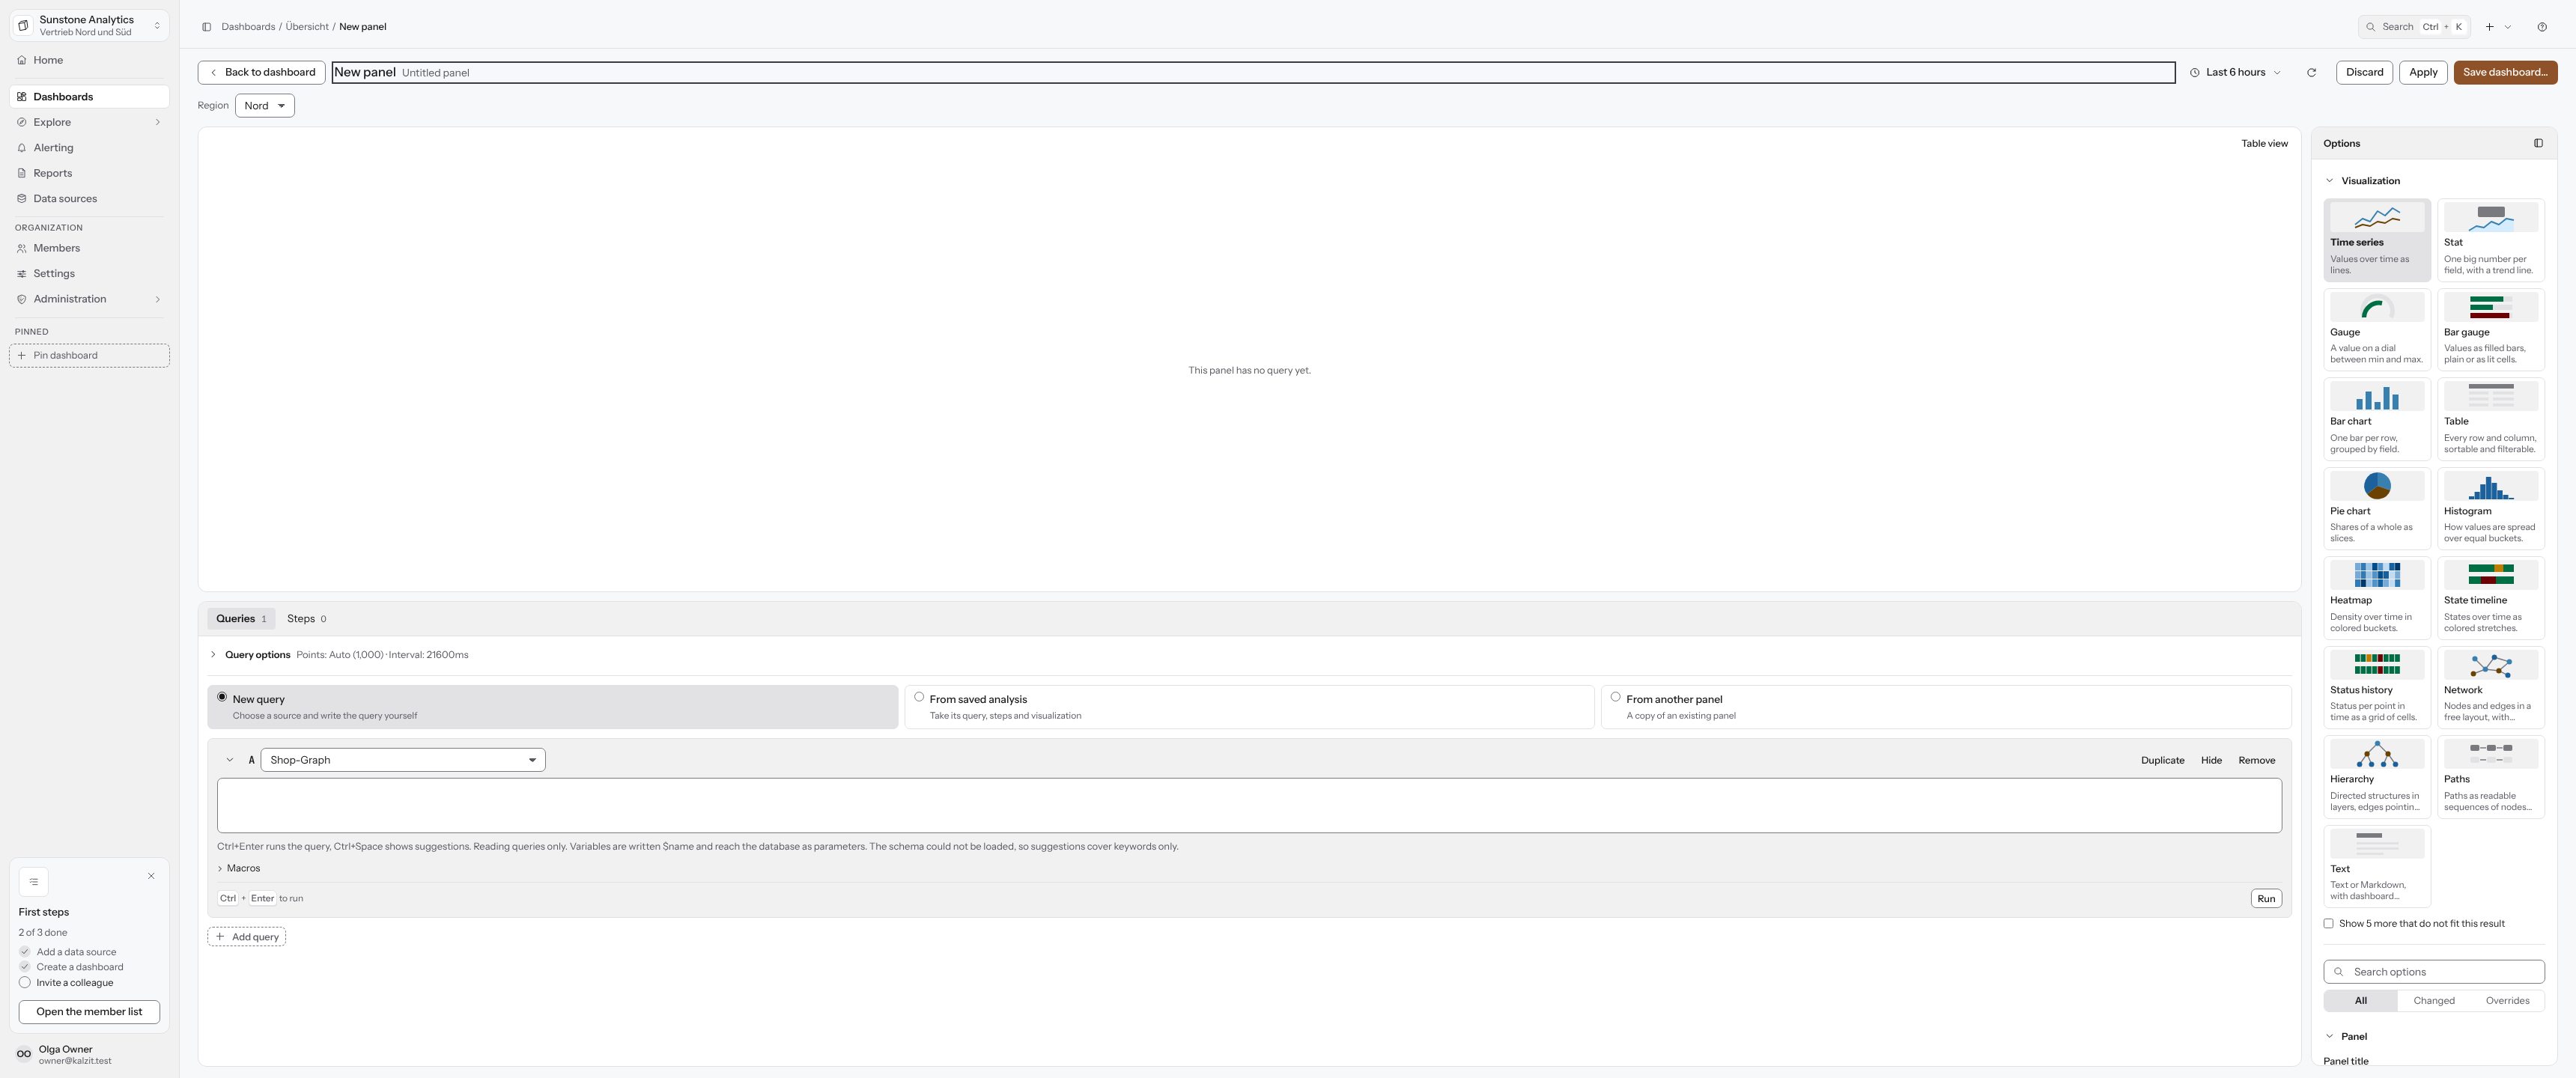 Sunstone Analytics
Vertrieb Nord und Süd
Home
Dashboards
Explore
Alerting
Reports
Data sources
ORGANIZATION
Members
Settings
Administration
PINNED
Pin dashboard
First steps
2 of 3 done
Add a data source
Create a dashboard
Invite a colleague
Open the member list
OO
Olga Owner
owner@kalzit.test
Dashboards / Übersicht / New panel
Search Ctrl + K
Back to dashboard
New panel Untitled panel
Last 6 hours
Discard
Apply
Save dashboard...
Region Nord
Table view
This panel has no query yet.
Queries 1
Steps 0
Query options Points: Auto (1,000) · Interval: 21600ms
New query
Choose a source and write the query yourself
From saved analysis
Take its query, steps and visualization
From another panel
A copy of an existing panel
A Shop-Graph
Duplicate
Hide
Remove
Ctrl+Enter runs the query, Ctrl+Space shows suggestions. Reading queries only. Variables are written $name and reach the database as parameters. The schema could not be loaded, so suggestions cover keywords only.
Macros
Ctrl + Enter to run
Run
Add query
Options
Visualization
Time series
Values over time as
lines.
Stat
One big number per
field, with a trend line.
Gauge
A value on a dial
between min and max.
Bar gauge
Values as filled bars,
plain or as lit cells.
Bar chart
One bar per row,
grouped by field.
Table
Every row and column,
sortable and filterable.
Pie chart
Shares of a whole as
slices.
Histogram
How values are spread
over equal buckets.
Heatmap
Density over time in
colored buckets.
State timeline
States over time as
colored stretches.
Status history
Status per point in
time as a grid of cells.
Network
Nodes and edges in a
free layout, with...
Hierarchy
Directed structures in
layers, edges pointin...
Paths
Paths as readable
sequences of nodes...
Text
Text or Markdown,
with dashboard...
Show 5 more that do not fit this result
Search options
All
Changed
Overrides
Panel
Panel title